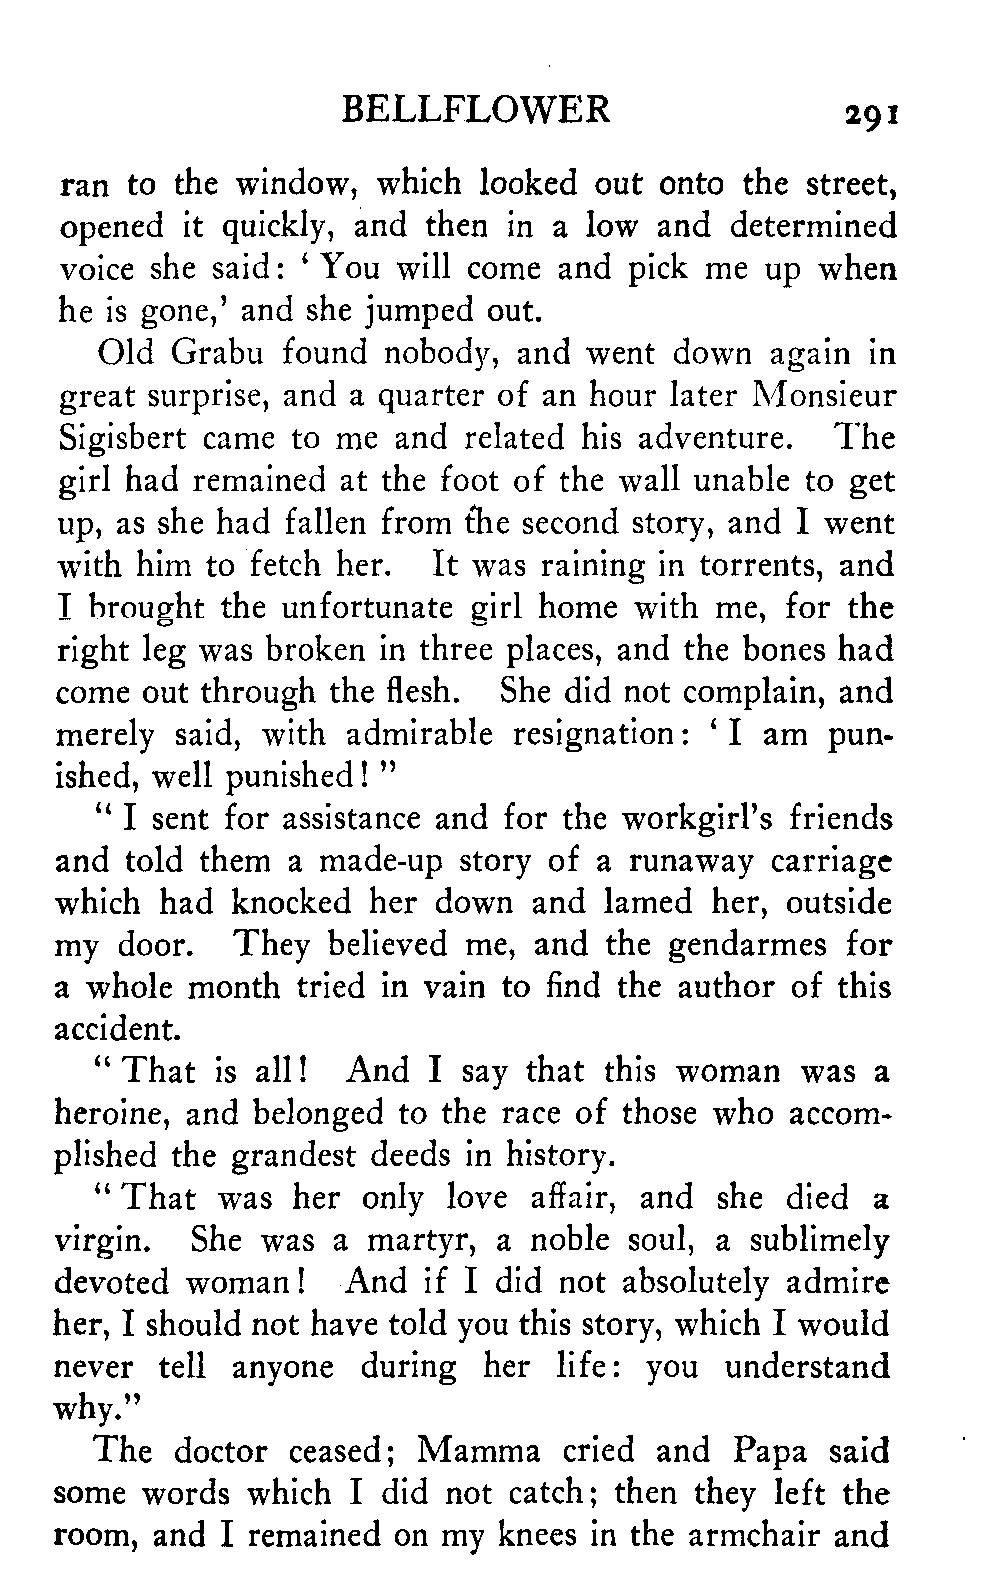 BELLFLOWER 291
ran to the window, which looked out onto the street,
opened it quickly, and then in a low and determined
voice she said: ‘ You will come and pick me up when
he is gone,’ and she jumped out.
Old Grabu found nobody, and went down again in
great surprise, and a quarter of an hour later Monsieur
Sigisbert came to me and related his adventure. The
girl had remained at the foot of the wall unable to get
up, as she had fallen from the second story, and I went
with him to fetch her. It was raining in torrents, and
I brought the unfortunate girl home with me, for the
right leg was broken in three places, and the bones had
come out through the flesh. She did not complain, and
merely said, with admirable resignation: ‘ I am pun-
ished, well punished! ”
“ I sent for assistance and for the workgirl’s friends
and told them a made-up story of a runaway carriage
which had knocked her down and lamed her, outside
my door. They believed me, and the gendarmes for
a whole month tried in vain to find the author of this
accident.
“ That is all! And I say that this woman was a
heroine, and belonged to the race of those who accom-
plished the grandest deeds in history.
“ That was her only love affair, and she died a
virgin. She was a martyr, a noble soul, a sublimely
devoted woman! And if I did not absolutely admire
her, I should not have told you this story, which I would
never tell anyone during her life: you understand
why.”
The doctor ceased; Mamma cried and Papa said
some words which I did not catch; then they left the
room, and I remained on my knees in the armchair and